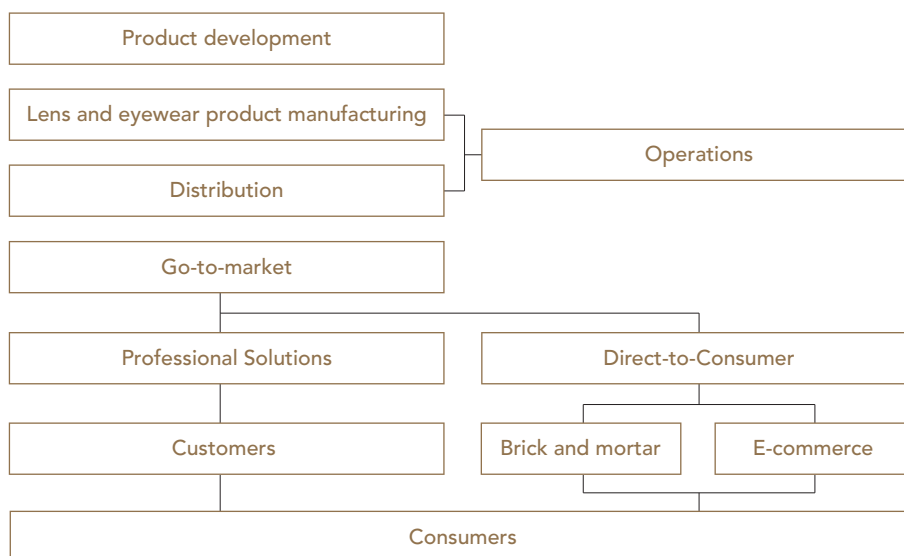 Product development
Lens and eyewear product manufacturing
Operations
Distribution
Go-to-market
Professional Solutions
Direct-to-Consumer
Customers
Brick and mortar
E-commerce
Consumers